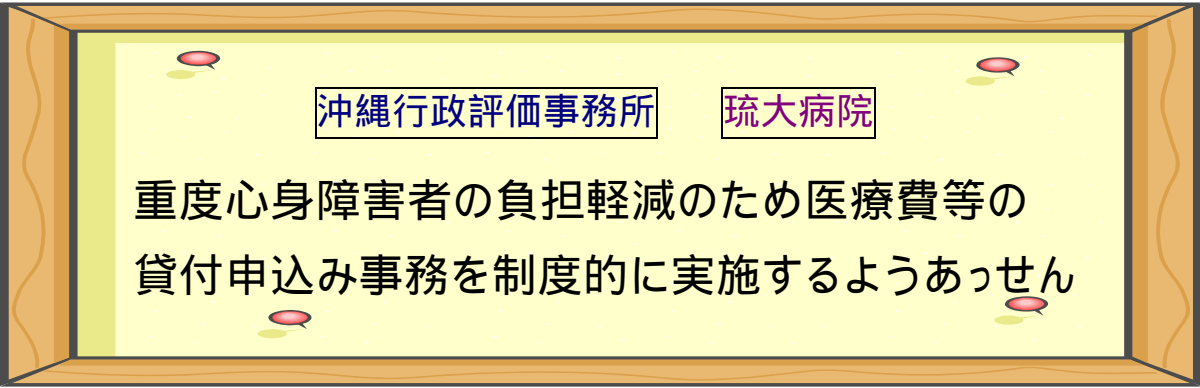 沖縄行政評価事務所 琉大病院
重度心身障害者の負担軽減のため医療費等の
貸付申込み事務を制度的に実施するようあっせん